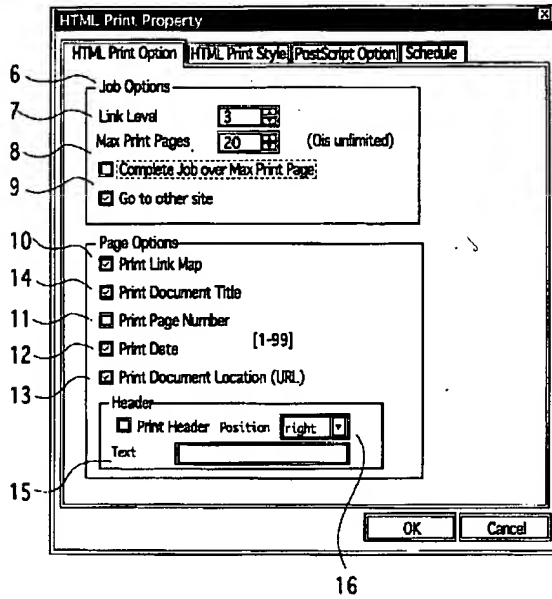 HTML Print Property
HTML Print Option HTML Print Style PostScript Option Schedule
6 Job Options
7 Link Level 3
8 Max Print Pages 20 (0is unlimited)
Complete Job over Max Print Page
9 Go to other site
Page Options
10 Print Link Map
14 Print Document Title
11 Print Page Number
12 Print Date [1-99]
13 Print Document Location (URL)
Header
Print Header Position right
Text
15
OK Cancel
16